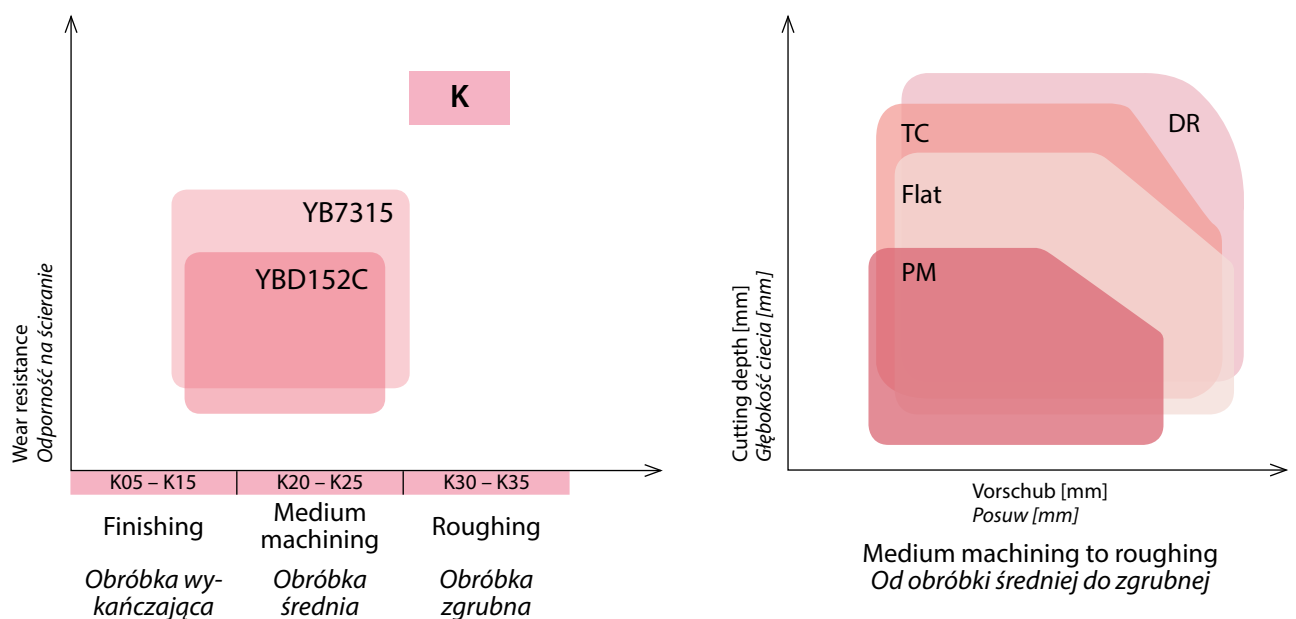 Wear resistance
Odporność na ścieranie
K
YB7315
YBD152C
K05 – K15
K20 – K25
K30 – K35
Finishing
Medium
machining
Roughing
Obróbka wy-
kańczająca
Obróbka
średnia
Obróbka
zgrubna
Cutting depth [mm]
Głębokość ciecia [mm]
DR
TC
Flat
PM
Vorschub [mm]
Posuw [mm]
Medium machining to roughing
Od obróbki średniej do zgrubnej